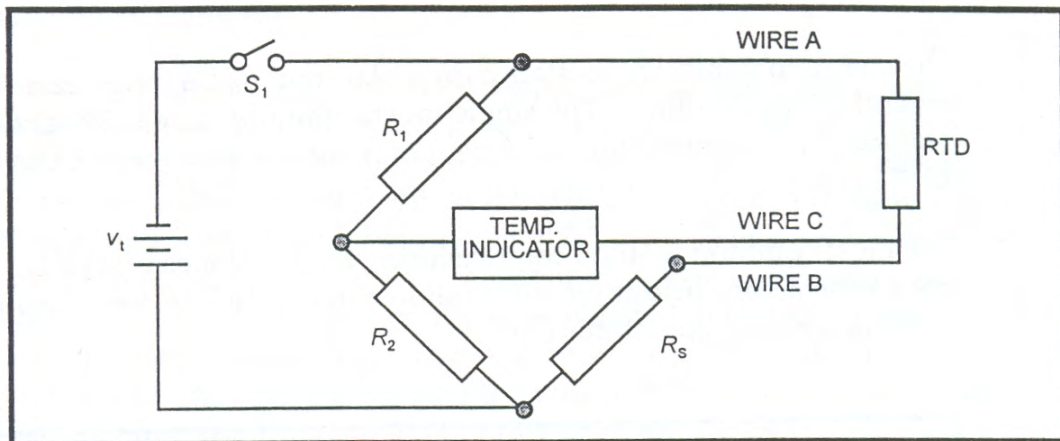 WIRE A
S₁
R₁
RTD
TEMP.
INDICATOR
WIRE C
vₜ
WIRE B
R₂
Rₛ